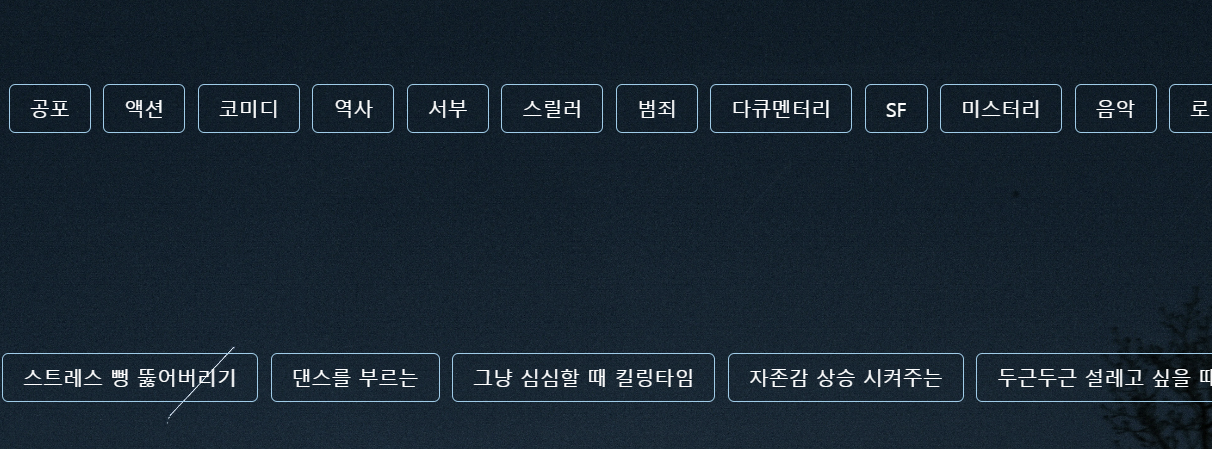 공포 액션 코미디 역사 서부 스릴러 범죄 다큐멘터리 SF 미스터리 음악
스트레스 뻥 뚫어버리기 댄스를 부르는 그냥 심심할 때 킬링타임 자존감 상승 시켜주는 두근두근 설레고 싶을